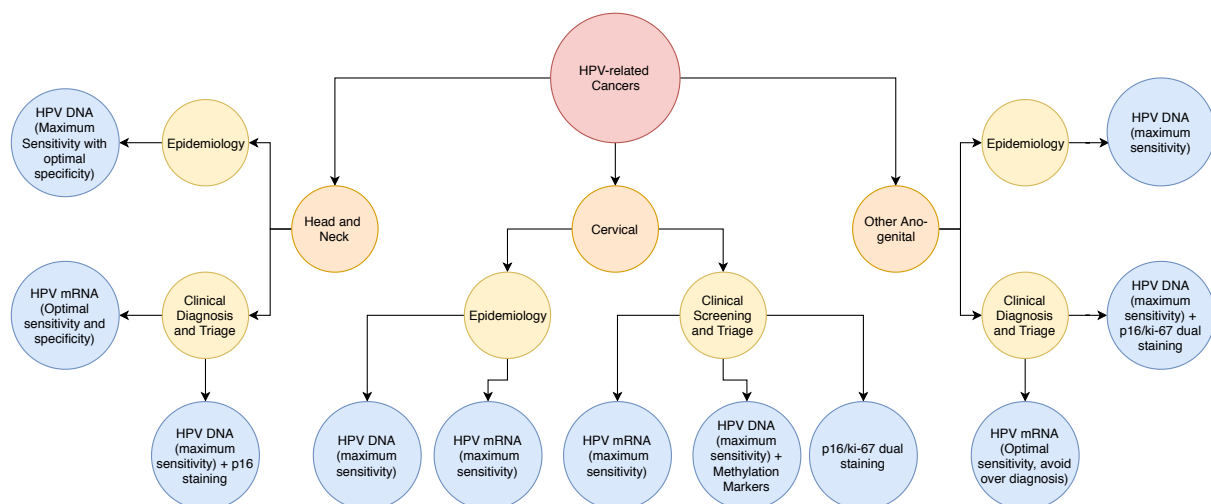 HPV-related
Cancers
HPV DNA
(Maximum
Sensitivity with
optimal
specificity)
Epidemiology
Epidemiology
HPV DNA
(maximum
sensitivity)
Head and
Neck
Cervical
Other Ano-
genital
HPV mRNA
(Optimal
sensitivity and
specificity)
Clinical
Diagnosis
and Triage
Epidemiology
Clinical
Screening
and Triage
Clinical
Diagnosis
and Triage
HPV DNA
(maximum
sensitivity) +
p16/ki-67 dual
staining
HPV DNA
(maximum
sensitivity) + p16
staining
HPV DNA
(maximum
sensitivity)
HPV mRNA
(maximum
sensitivity)
HPV mRNA
(maximum
sensitivity)
HPV DNA
(maximum
sensitivity) +
Methylation
Markers
p16/ki-67 dual
staining
HPV mRNA
(Optimal
sensitivity, avoid
over diagnosis)